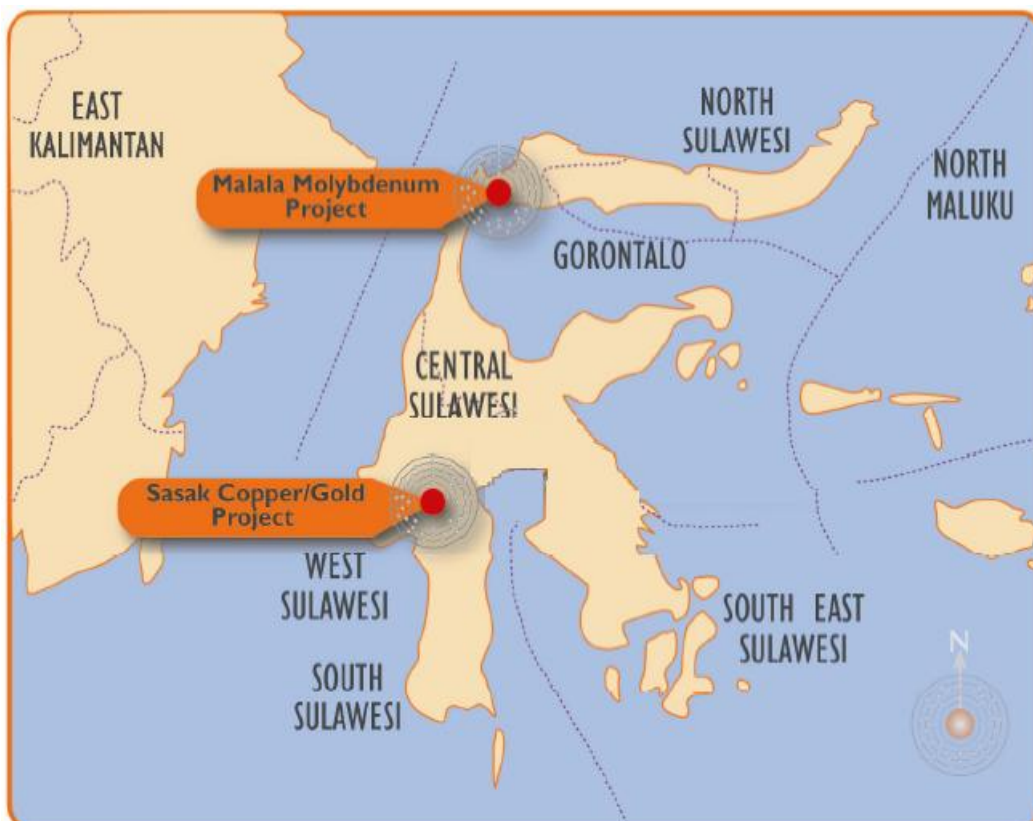 EAST
KALIMANTAN
NORTH
SULAWESI
NORTH
MALUKU
Malala Molybdenum
Project
GORONTALO
CENTRAL
SULAWESI
Sasak Copper/Gold
Project
WEST
SULAWESI
SOUTH EAST
SULAWESI
SOUTH
SULAWESI
N